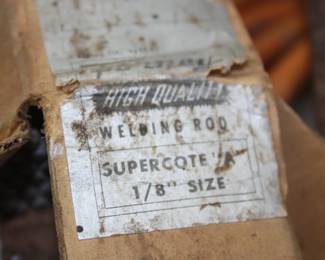 HIGH QUALITY
WELDING ROD
SUPERCOTE "A"
1/8" SIZE